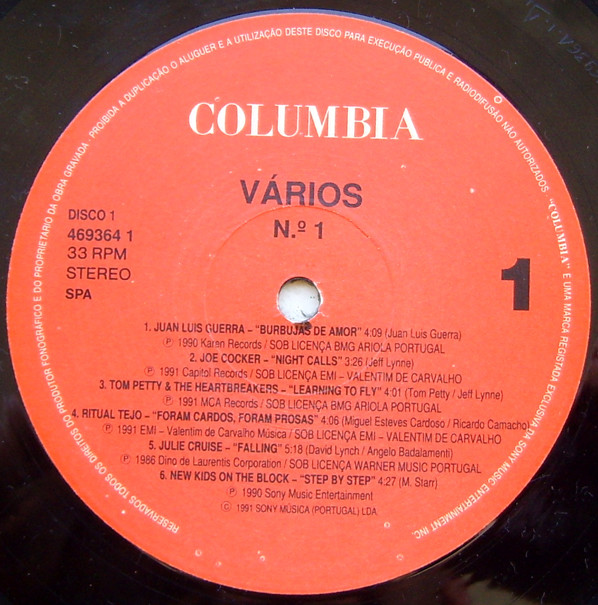 COLUMBIA
VÁRIOS
N.º 1
DISCO 1
469364 1
33 RPM
STEREO
SPA
1
1. JUAN LUIS GUERRA – "BURBUJAS DE AMOR" 4:09 (Juan Luis Guerra)
Ⓟ 1990 Karen Records / SOB LICENÇA BMG ARIOLA PORTUGAL
2. JOE COCKER – "NIGHT CALLS" 3:26 (Jeff Lynne)
Ⓟ 1991 Capitol Records / SOB LICENÇA EMI – VALENTIM DE CARVALHO
3. TOM PETTY & THE HEARTBREAKERS – "LEARNING TO FLY" 4:01 (Tom Petty / Jeff Lynne)
Ⓟ 1991 MCA Records / SOB LICENÇA BMG ARIOLA PORTUGAL
4. RITUAL TEJO – "FORAM CARDOS, FORAM PROSAS" 4:06 (Miguel Esteves Cardoso / Ricardo Camacho)
Ⓟ 1991 EMI – Valentim de Carvalho Música / SOB LICENÇA EMI – VALENTIM DE CARVALHO
5. JULIE CRUISE – "FALLING" 5:18 (David Lynch / Angelo Badalamenti)
Ⓟ 1986 Dino de Laurentis Corporation / SOB LICENÇA WARNER MUSIC PORTUGAL
6. NEW KIDS ON THE BLOCK – "STEP BY STEP" 4:27 (M. Starr)
Ⓟ 1990 Sony Music Entertainment
© 1991 SONY MÚSICA (PORTUGAL) LDA.
RESERVADOS TODOS OS DIREITOS DO PRODUTOR FONOGRÁFICO E DO PROPRIETÁRIO DA OBRA GRAVADA. PROIBIDA A DUPLICAÇÃO O ALUGUER E A UTILIZAÇÃO DESTE DISCO PARA EXECUÇÃO PÚBLICA E RADIODIFUSÃO NÃO AUTORIZADOS. "COLUMBIA" E UMA MARCA REGISTADA EXCLUSIVA DA SONY MUSIC ENTERTAINMENT INC.